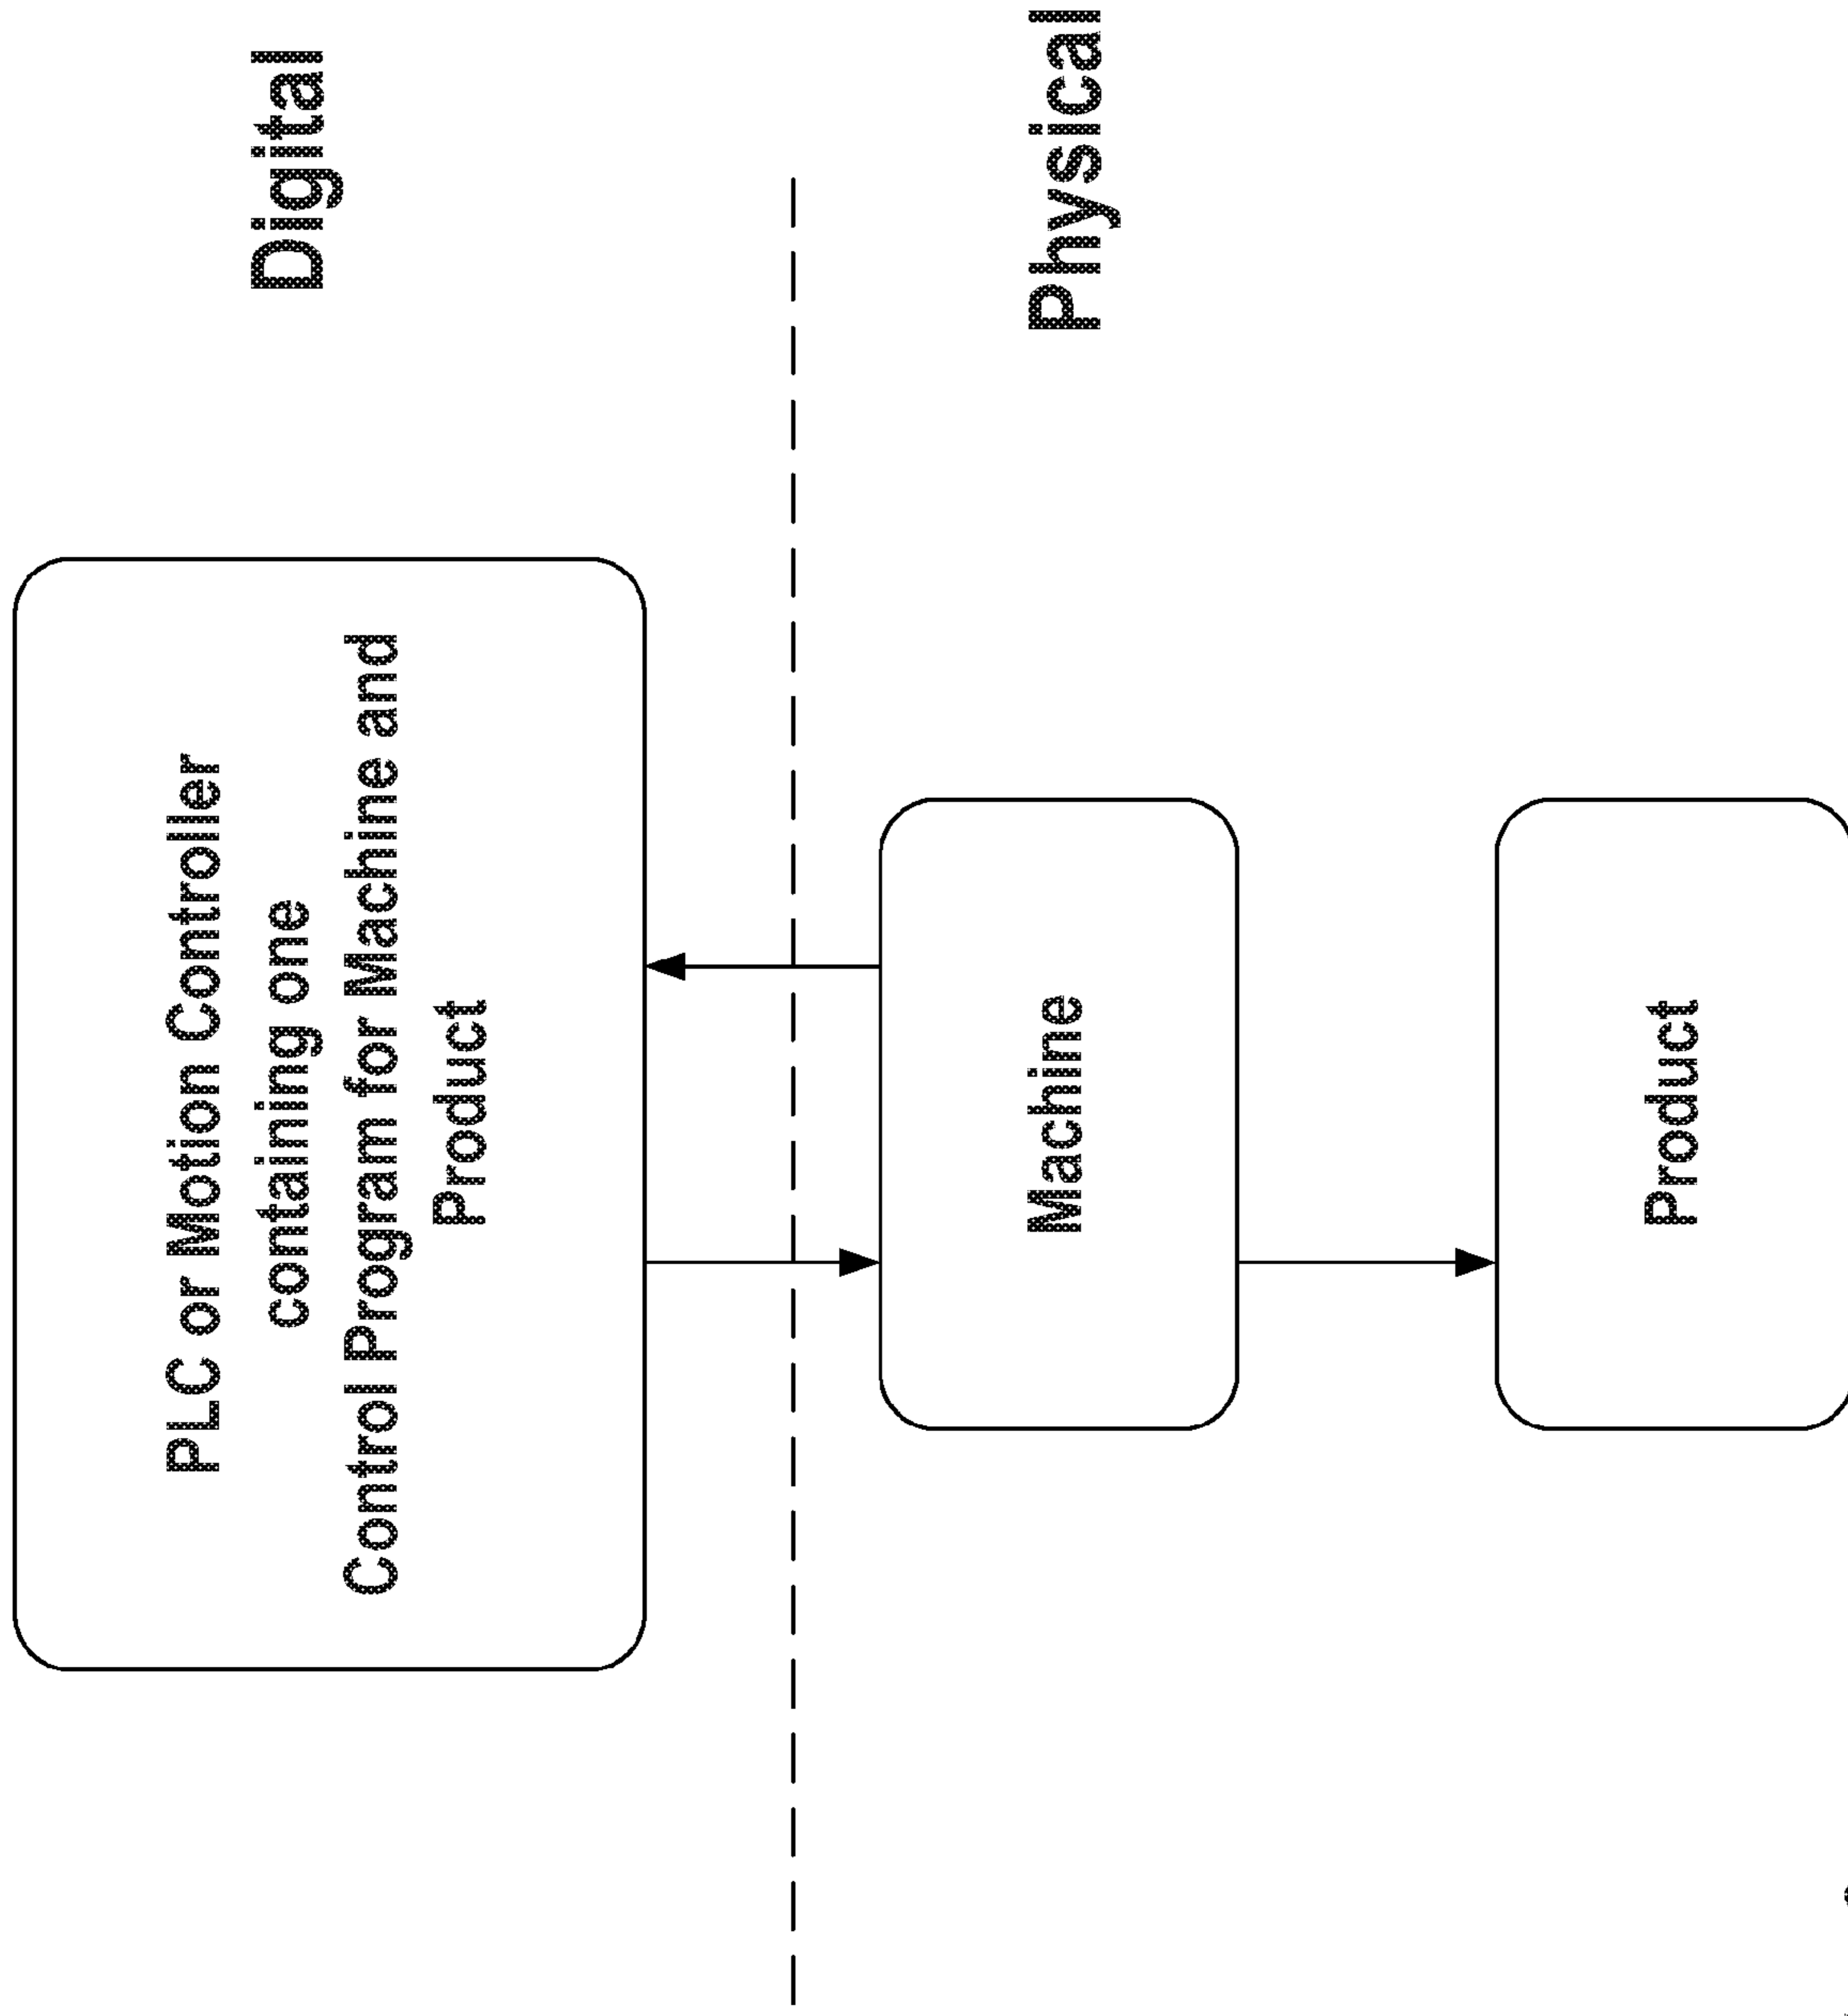 Digital
PLC or Motion Controller
containing one
Control Program for Machine and
Product
Physical
Machine
Product